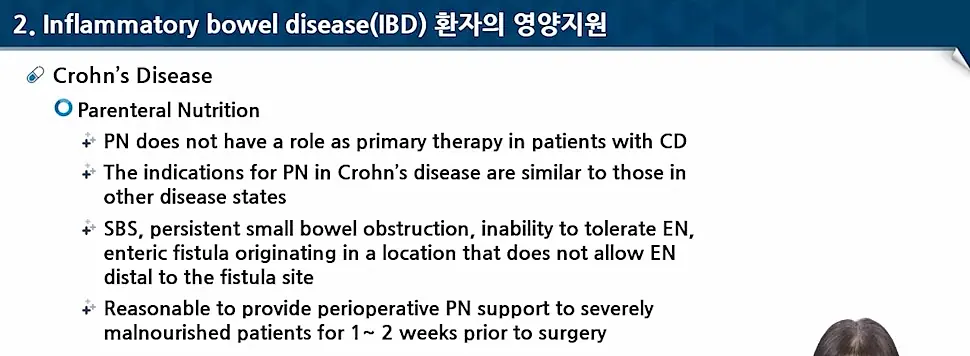 2. Inflammatory bowel disease(IBD) 환자의 영양지원
Crohn's Disease
Parenteral Nutrition
PN does not have a role as primary therapy in patients with CD
The indications for PN in Crohn's disease are similar to those in
other disease states
SBS, persistent small bowel obstruction, inability to tolerate EN,
enteric fistula originating in a location that does not allow EN
distal to the fistula site
Reasonable to provide perioperative PN support to severely
malnourished patients for 1~ 2 weeks prior to surgery